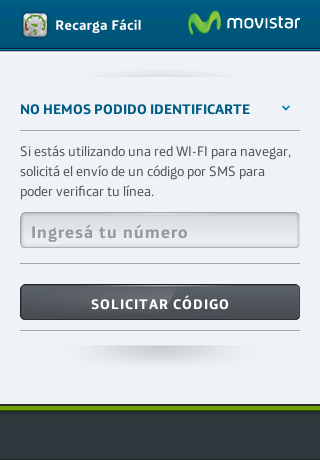 Recarga Fácil
movistar
NO HEMOS PODIDO IDENTIFICARTE
Si estás utilizando una red WI-FI para navegar,
solicitá el envío de un código por SMS para
poder verificar tu línea.
Ingresá tu número
SOLICITAR CÓDIGO